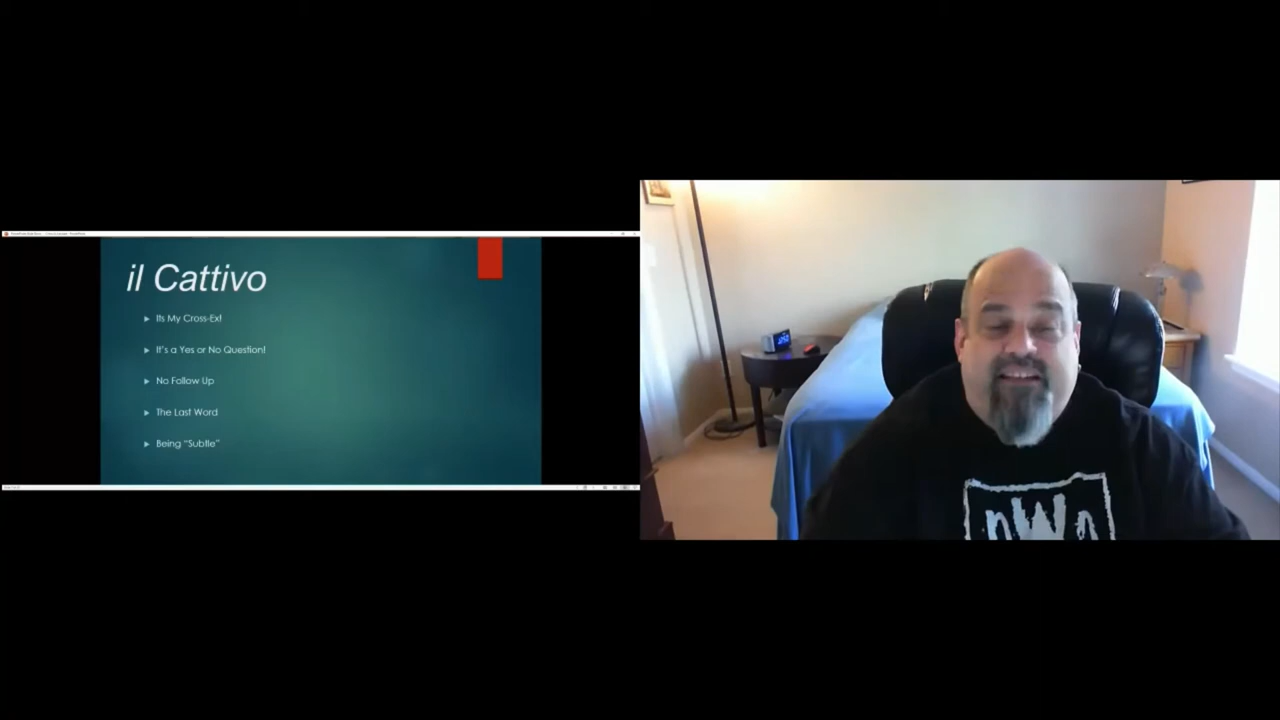 il Cattivo
Its My Cross-Ex!
It's a Yes or No Question!
No Follow Up
The Last Word
Being “Subtle”
nWo